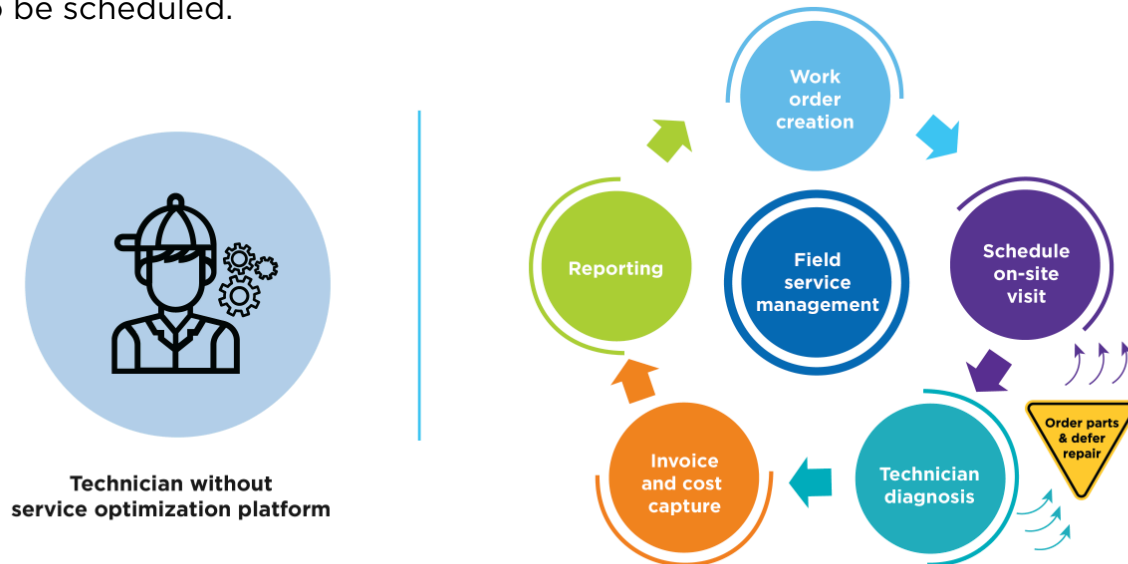 to be scheduled.
Technician without
service optimization platform
Work
order
creation
Schedule
on-site
visit
Order parts
& defer
repair
Technician
diagnosis
Invoice
and cost
capture
Reporting
Field
service
management